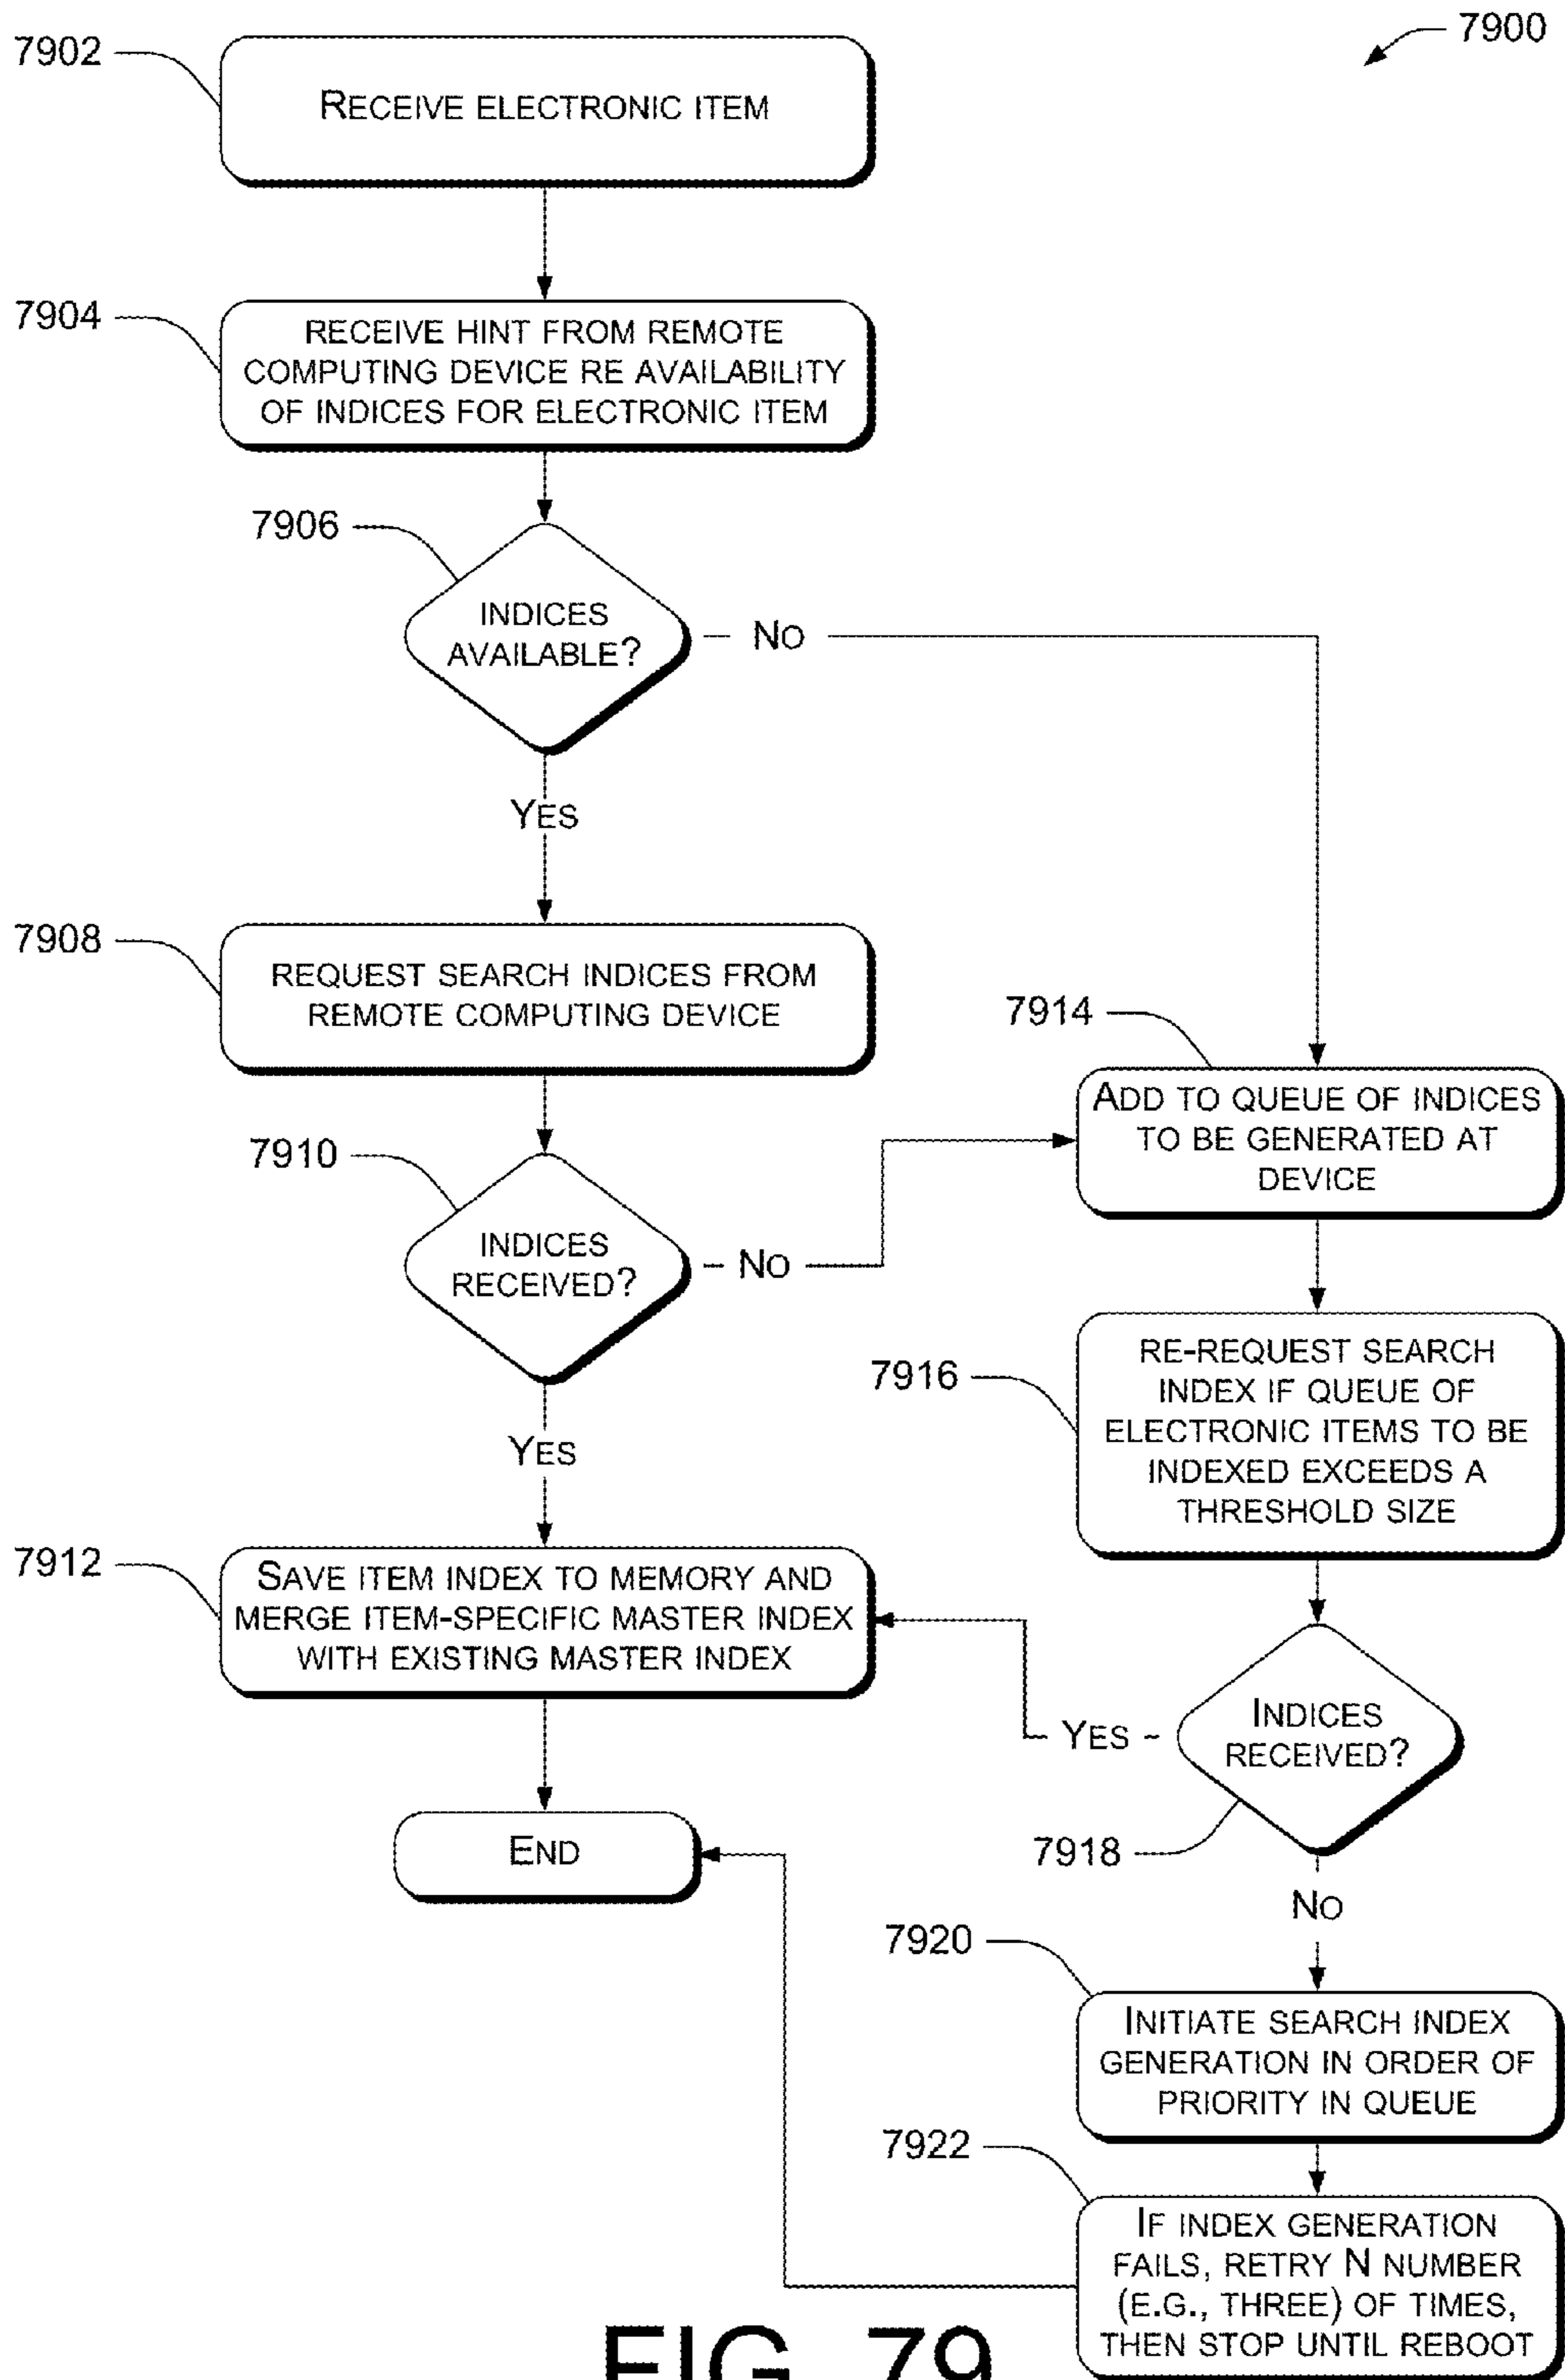 7900
7902
RECEIVE ELECTRONIC ITEM
7904
RECEIVE HINT FROM REMOTE
COMPUTING DEVICE RE AVAILABILITY
OF INDICES FOR ELECTRONIC ITEM
7906
INDICES
AVAILABLE?
NO
YES
7908
REQUEST SEARCH INDICES FROM
REMOTE COMPUTING DEVICE
7910
INDICES
RECEIVED?
NO
YES
7912
SAVE ITEM INDEX TO MEMORY AND
MERGE ITEM-SPECIFIC MASTER INDEX
WITH EXISTING MASTER INDEX
END
7914
ADD TO QUEUE OF INDICES
TO BE GENERATED AT
DEVICE
7916
RE-REQUEST SEARCH
INDEX IF QUEUE OF
ELECTRONIC ITEMS TO BE
INDEXED EXCEEDS A
THRESHOLD SIZE
INDICES
RECEIVED?
YES
7918
NO
7920
INITIATE SEARCH INDEX
GENERATION IN ORDER OF
PRIORITY IN QUEUE
7922
IF INDEX GENERATION
FAILS, RETRY N NUMBER
(E.G., THREE) OF TIMES,
THEN STOP UNTIL REBOOT
FIG. 79